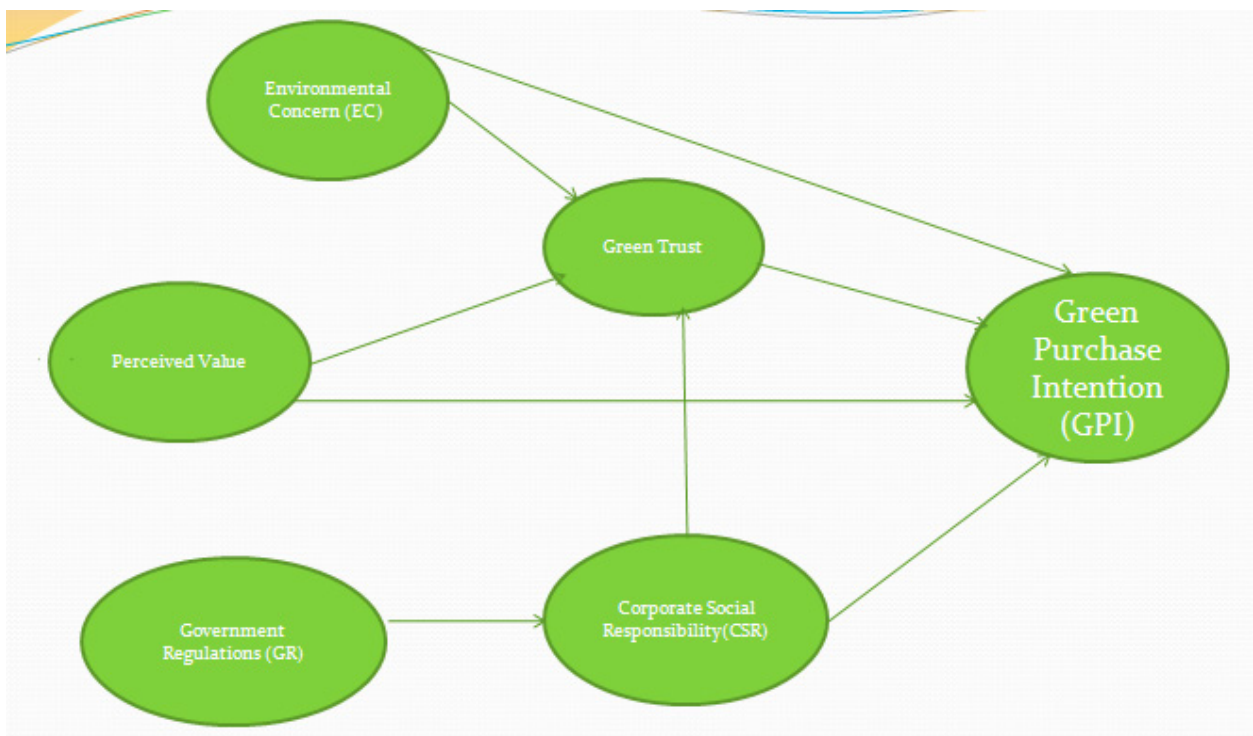 Environmental
Concern (EC)
Green Trust
Perceived Value
Green
Purchase
Intention
(GPI)
Government
Regulations (GR)
Corporate Social
Responsibility(CSR)